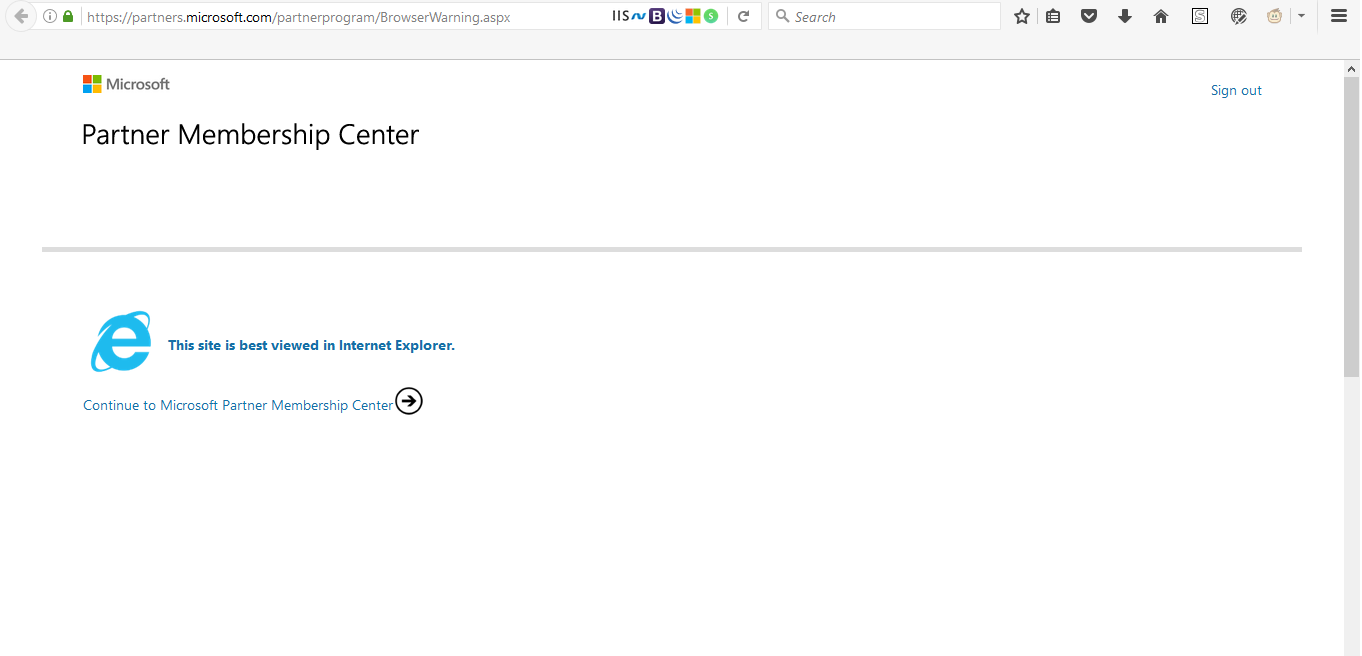 https://partners.microsoft.com/partnerprogram/BrowserWarning.aspx IIS B S Search S
Microsoft
Sign out
Partner Membership Center
This site is best viewed in Internet Explorer.
Continue to Microsoft Partner Membership Center